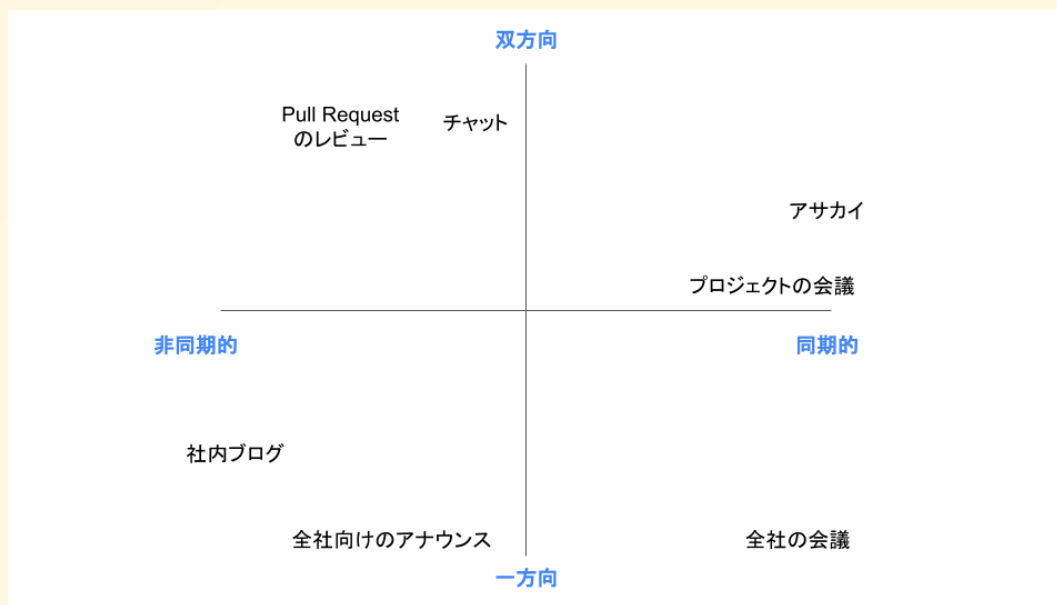 双方向
Pull Request
のレビュー
チャット
アサカイ
プロジェクトの会議
非同期的
同期的
社内ブログ
全社向けのアナウンス
全社の会議
一方向